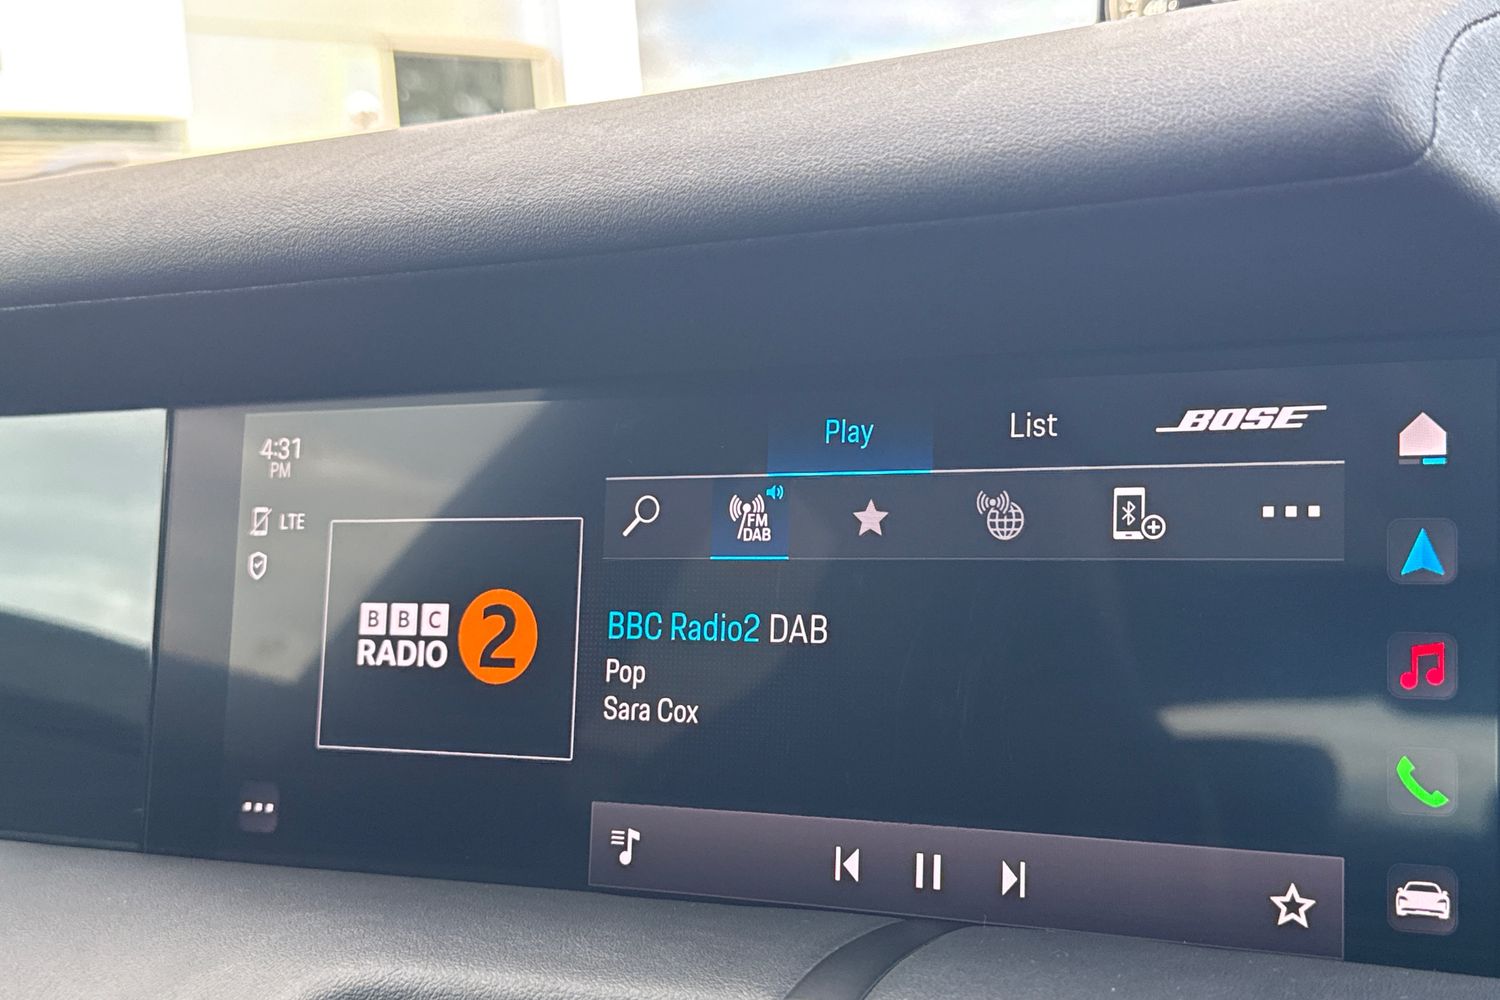 4:31
PM
LTE
Play
List
BOSE
FM
DAB
BBC
RADIO
2
BBC Radio2 DAB
Pop
Sara Cox